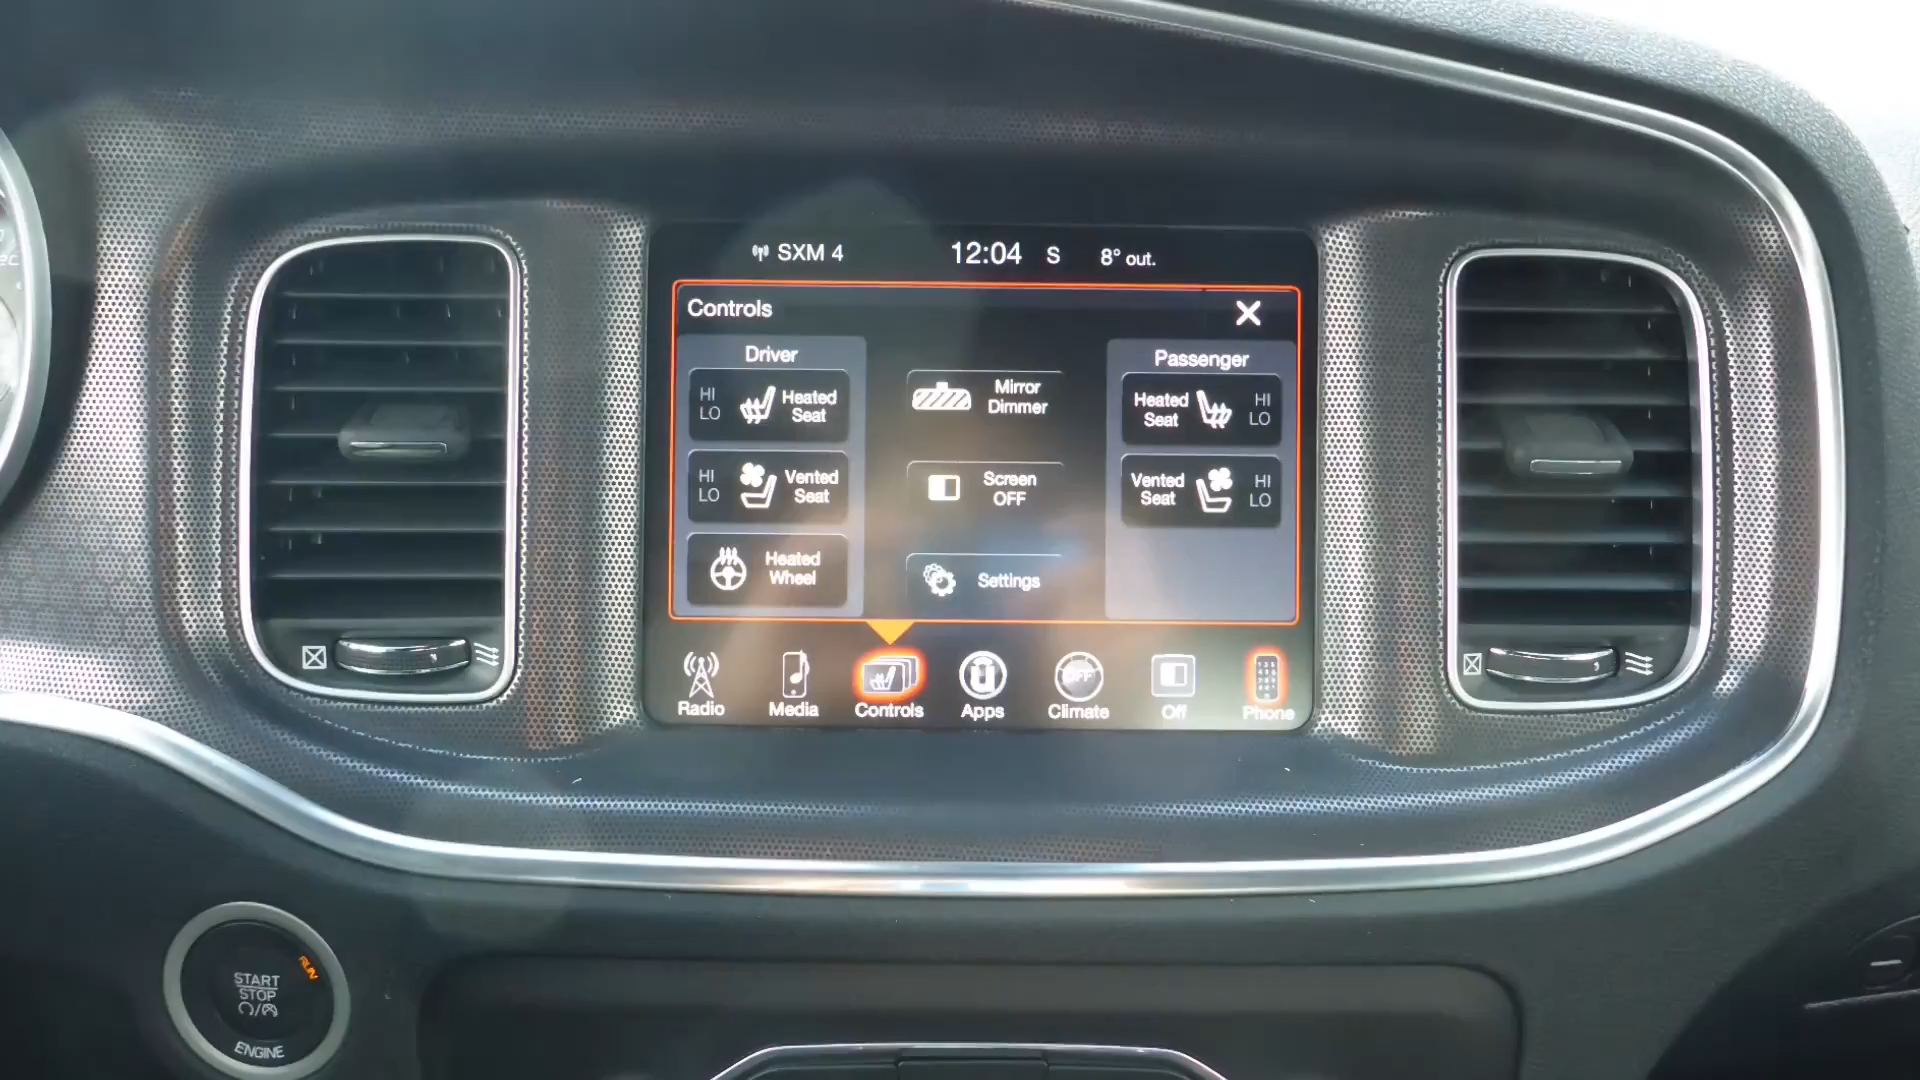 SXM 4 12:04 S 8° out.
Controls
Driver
HI
LO
Heated
Seat
HI
LO
Vented
Seat
Heated
Wheel
Mirror
Dimmer
Screen
OFF
Settings
Passenger
Heated
Seat
HI
LO
Vented
Seat
HI
LO
Radio
Media
Controls
Apps
OFF
Climate
Off
Phone
RUN
START
STOP
ENGINE